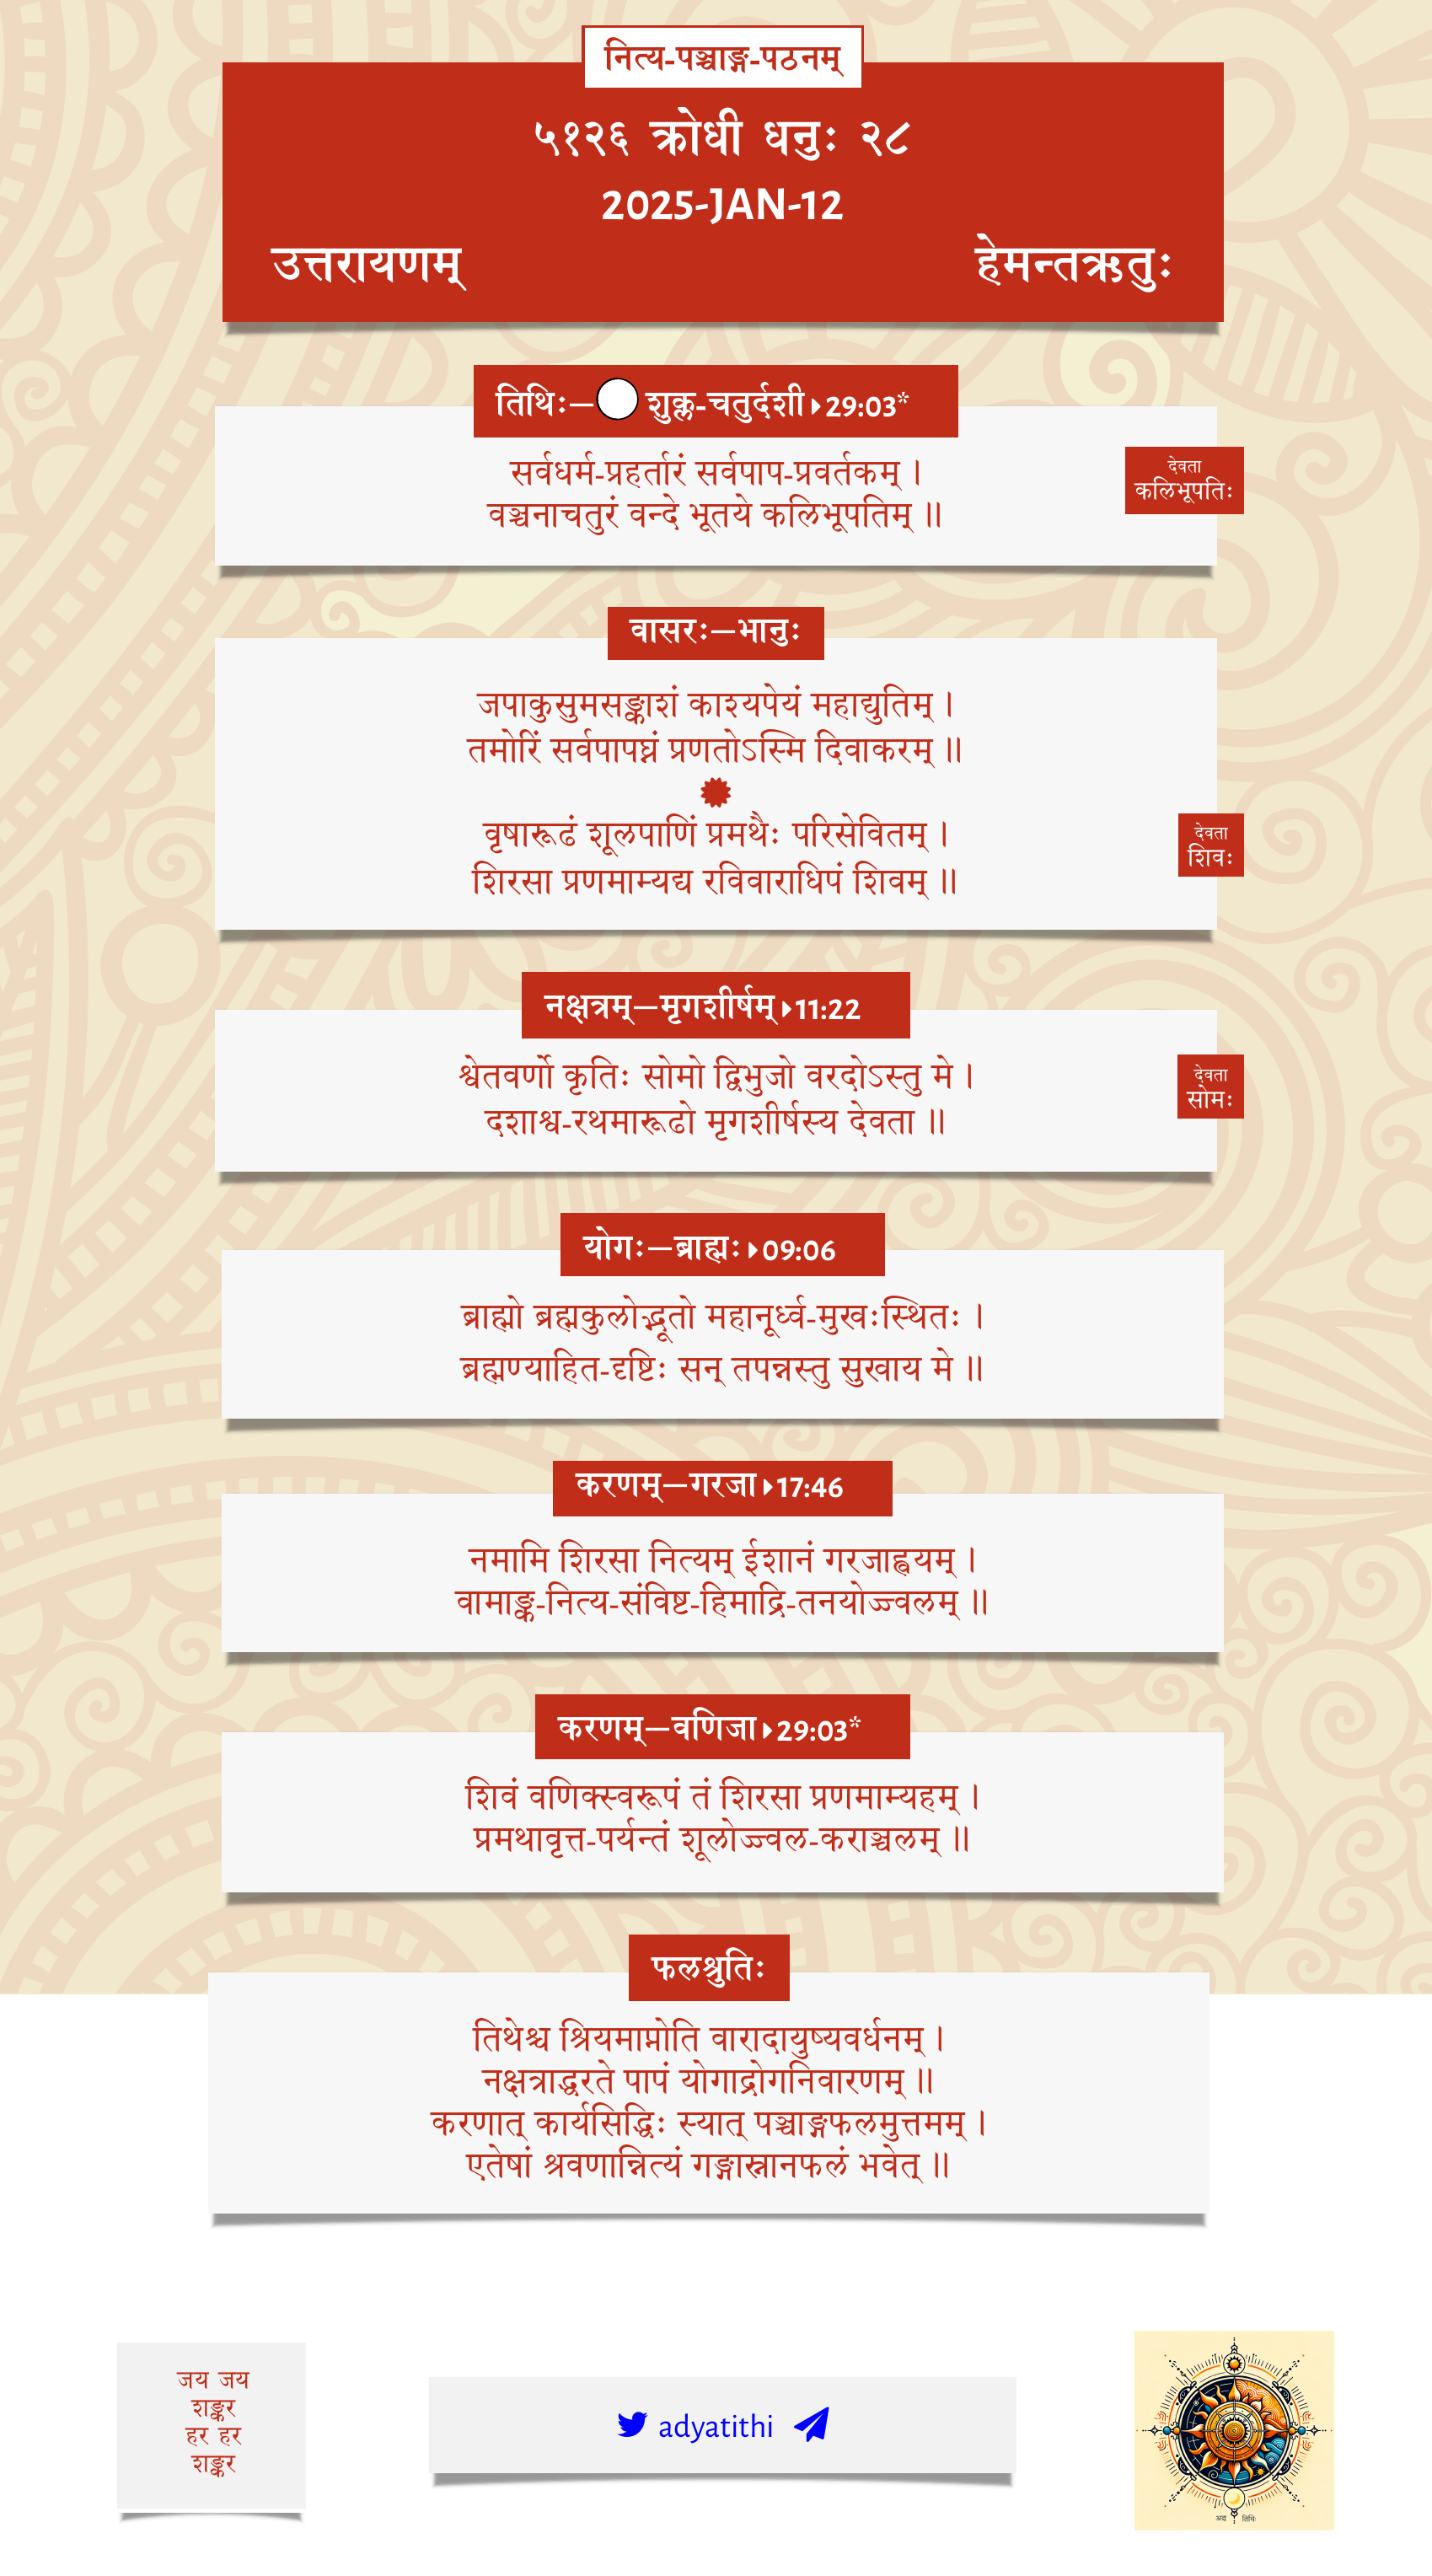 नित्य-पञ्चाङ्ग-पठनम्
५१२६ क्रोधी धनुः २८
2025-JAN-12
उत्तरायणम् हेमन्तऋतुः
तिथिः—शुक्ल-चतुर्दशी 29:03*
सर्वधर्म-प्रहर्तारं सर्वपाप-प्रवर्तकम् ।
वञ्चनाचतुरं वन्दे भूतये कलिभूपतिम् ॥
देवता
कलिभूपतिः
वासरः—भानुः
जपाकुसुमसङ्काशं काश्यपेयं महाद्युतिम् ।
तमोरिं सर्वपापघ्नं प्रणतोऽस्मि दिवाकरम् ॥
वृषारूढं शूलपाणिं प्रमथैः परिसेवितम् ।
शिरसा प्रणमाम्यद्य रविवाराधिपं शिवम् ॥
देवता
शिवः
नक्षत्रम्—मृगशीर्षम् 11:22
श्वेतवर्णो कृतिः सोमो द्विभुजो वरदोऽस्तु मे ।
दशाश्व-रथमारूढो मृगशीर्षस्य देवता ॥
देवता
सोमः
योगः—ब्राह्मः 09:06
ब्राह्मो ब्रह्मकुलोद्भूतो महानूर्ध्व-मुखःस्थितः ।
ब्रह्मण्याहित-दृष्टिः सन् तपन्नस्तु सुखाय मे ॥
करणम्—गरजा 17:46
नमामि शिरसा नित्यम् ईशानं गरजाह्वयम् ।
वामाङ्क-नित्य-संविष्ट-हिमाद्रि-तनयोज्ज्वलम् ॥
करणम्—वणिजा 29:03*
शिवं वणिक्स्वरूपं तं शिरसा प्रणमाम्यहम् ।
प्रमथावृत्त-पर्यन्तं शूलोज्ज्वल-कराञ्चलम् ॥
फलश्रुतिः
तिथेश्च श्रियमाप्नोति वारादायुष्यवर्धनम् ।
नक्षत्राद्धरते पापं योगाद्रोगनिवारणम् ॥
करणात् कार्यसिद्धिः स्यात् पञ्चाङ्गफलमुत्तमम् ।
एतेषां श्रवणान्नित्यं गङ्गास्नानफलं भवेत् ॥
जय जय
शङ्कर
हर हर
शङ्कर
adyatithi
अद्य तिथिः